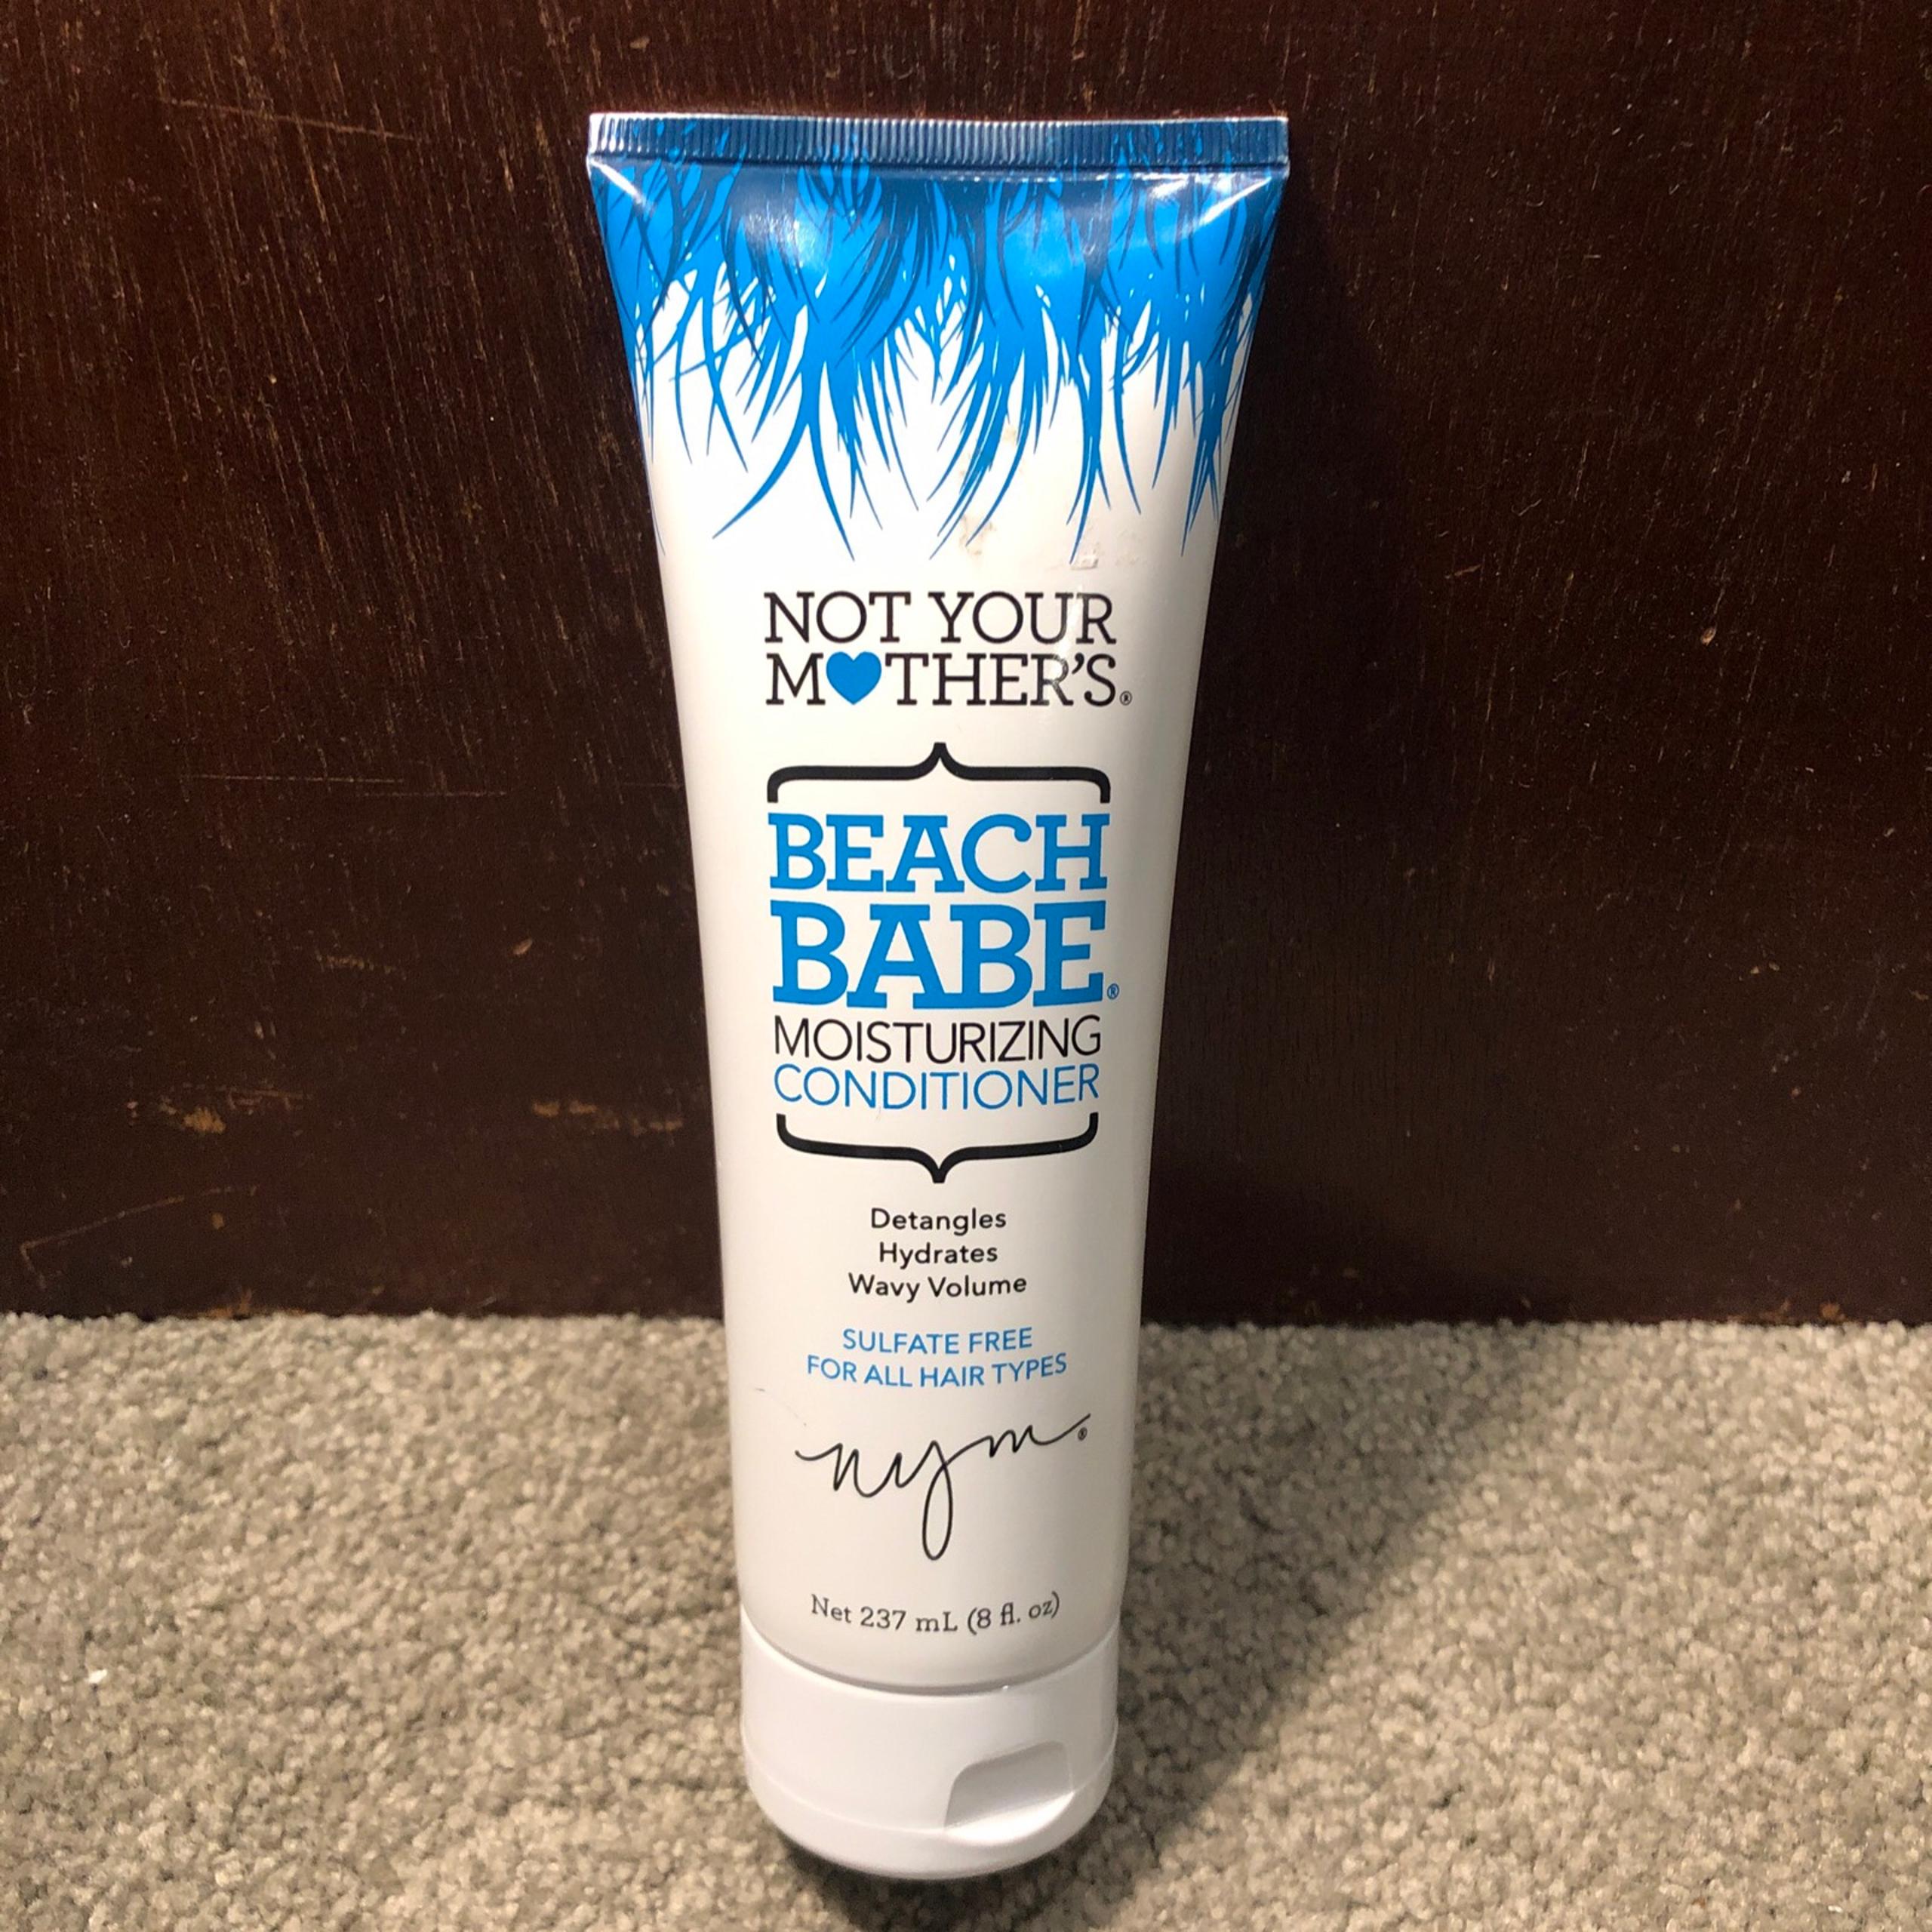 NOT YOUR
MOTHER'S®
BEACH
BABE®
MOISTURIZING
CONDITIONER
Detangles
Hydrates
Wavy Volume
SULFATE FREE
FOR ALL HAIR TYPES
nym®
Net 237 mL (8 fl. oz)